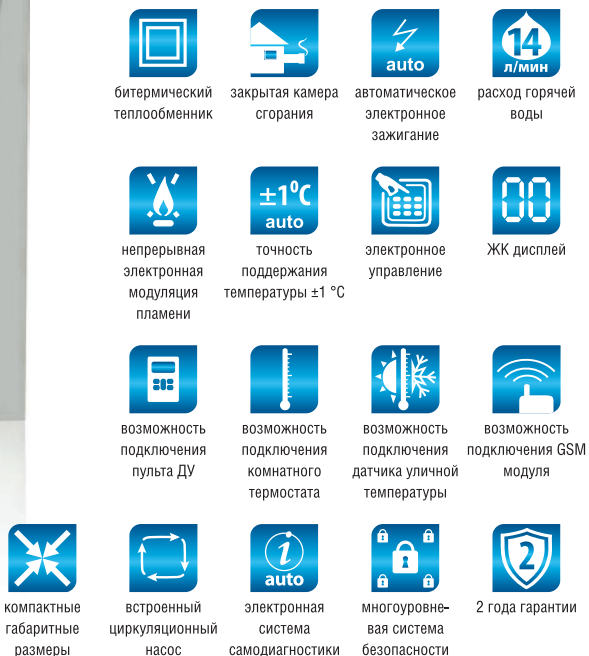 auto
14
л/мин
битермический
теплообменник
закрытая камера
сгорания
автоматическое
электронное
зажигание
расход горячей
воды
±1⁰C
auto
00
непрерывная
электронная
модуляция
пламени
точность
поддержания
температуры ±1 °C
электронное
управление
ЖК дисплей
возможность
подключения
пульта ДУ
возможность
подключения
комнатного
термостата
возможность
подключения
датчика уличной
температуры
возможность
подключения GSM
модуля
i
auto
2
компактные
габаритные
размеры
встроенный
циркуляционный
насос
электронная
система
самодиагностики
многоуровне-
вая система
безопасности
2 года гарантии